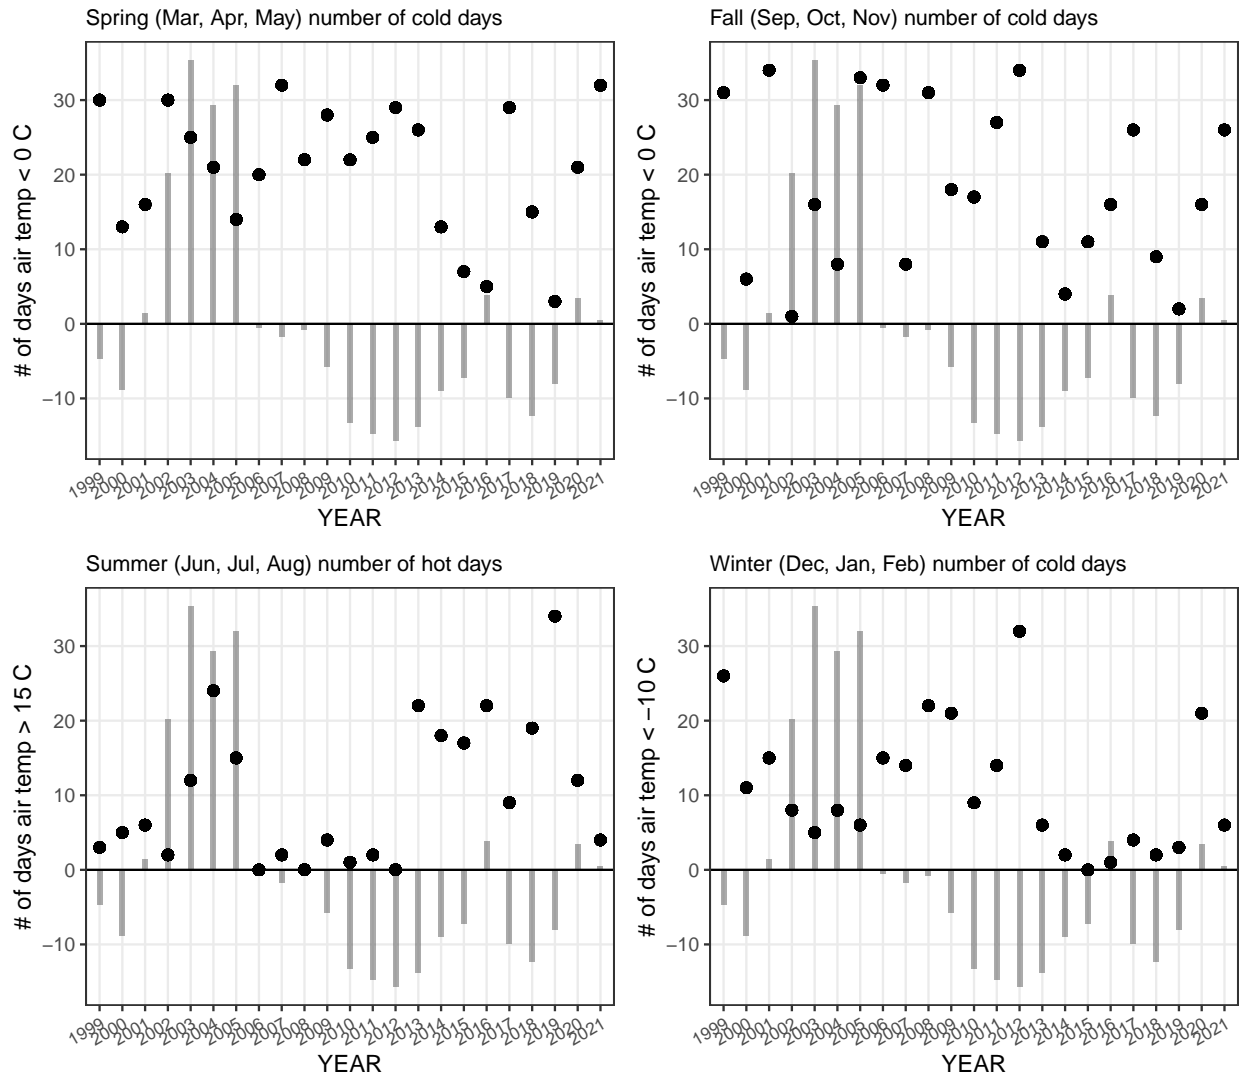 Spring (Mar, Apr, May) number of cold days
# of days air temp < 0 C
30
20
10
0
−10
1999 2000 2001 2002 2003 2004 2005 2006 2007 2008 2009 2010 2011 2012 2013 2014 2015 2016 2017 2018 2019 2020 2021
YEAR
Fall (Sep, Oct, Nov) number of cold days
# of days air temp < 0 C
30
20
10
0
−10
1999 2000 2001 2002 2003 2004 2005 2006 2007 2008 2009 2010 2011 2012 2013 2014 2015 2016 2017 2018 2019 2020 2021
YEAR
Summer (Jun, Jul, Aug) number of hot days
# of days air temp > 15 C
30
20
10
0
−10
1999 2000 2001 2002 2003 2004 2005 2006 2007 2008 2009 2010 2011 2012 2013 2014 2015 2016 2017 2018 2019 2020 2021
YEAR
Winter (Dec, Jan, Feb) number of cold days
# of days air temp < −10 C
30
20
10
0
−10
1999 2000 2001 2002 2003 2004 2005 2006 2007 2008 2009 2010 2011 2012 2013 2014 2015 2016 2017 2018 2019 2020 2021
YEAR